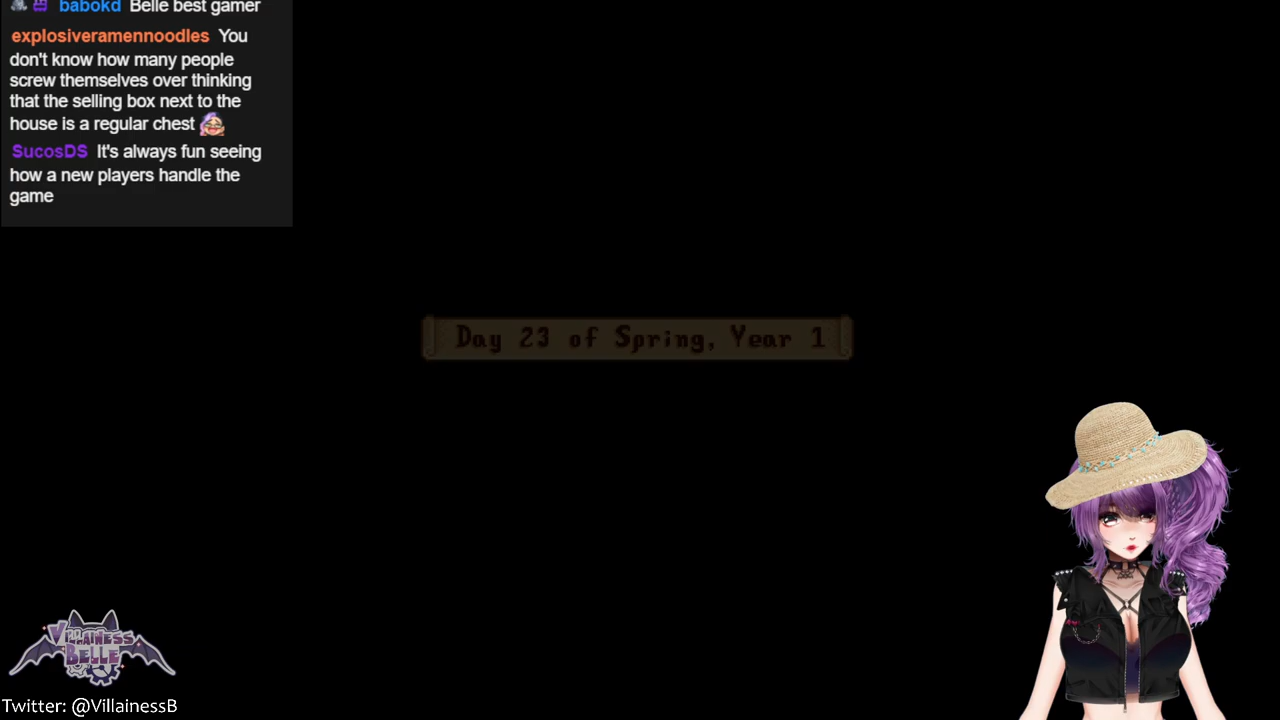 babokd Belle best gamer
explosiveramennoodles You
don't know how many people
screw themselves over thinking
that the selling box next to the
house is a regular chest
SucosDS It's always fun seeing
how a new players handle the
game
Day 23 of Spring, Year 1
VILLAINESS
BELLE
Twitter: @VillainessB